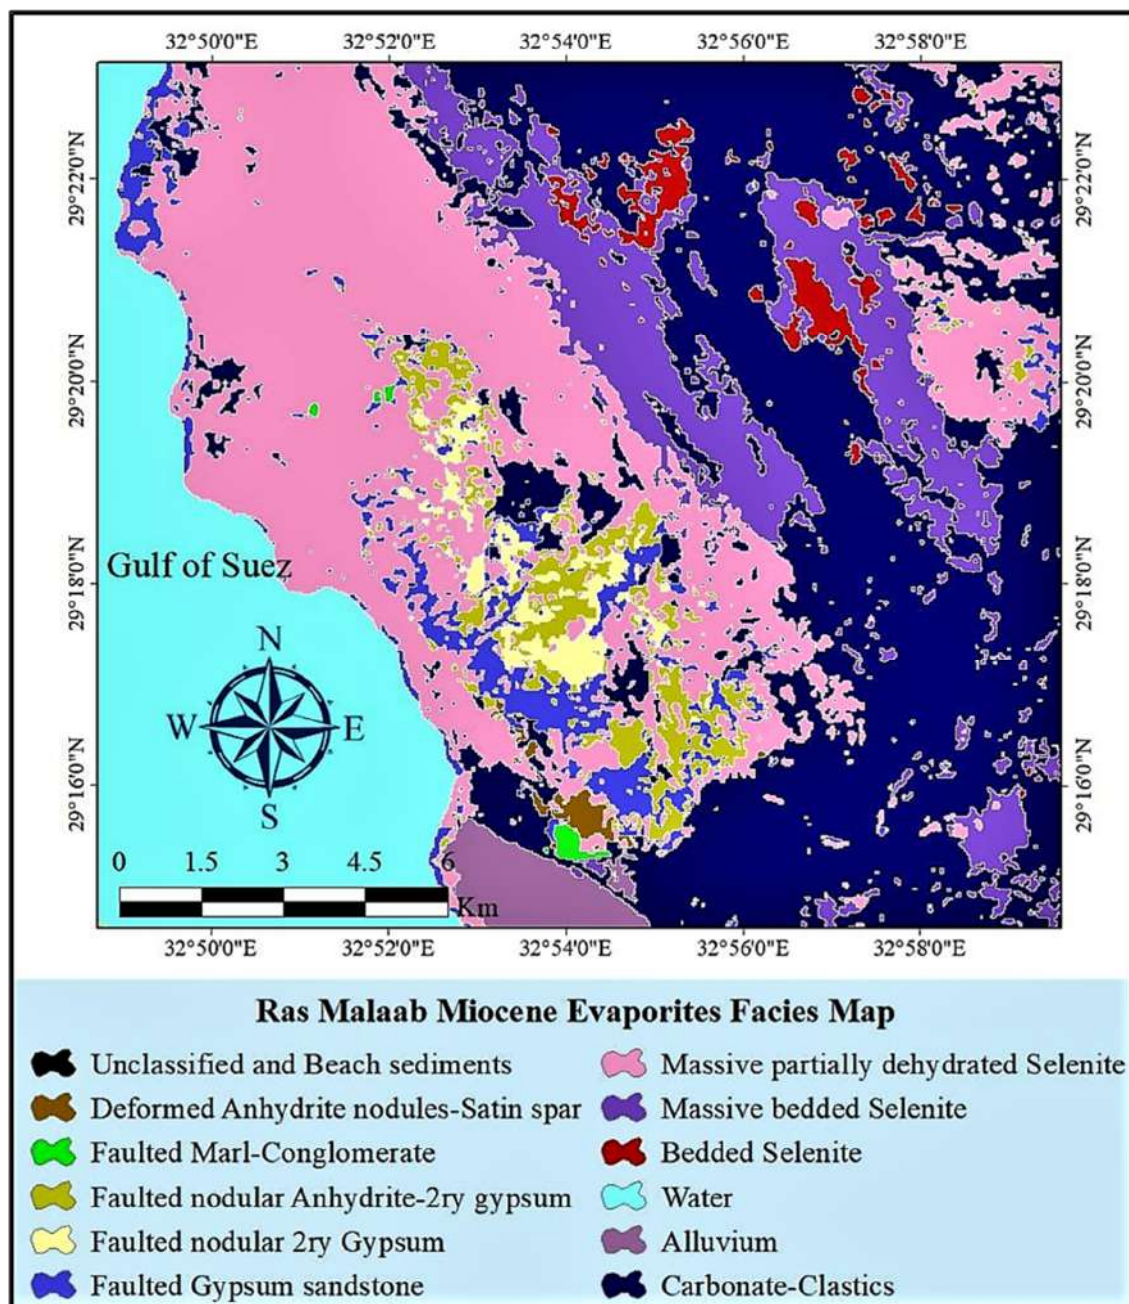 32°50'0"E 32°52'0"E 32°54'0"E 32°56'0"E 32°58'0"E
29°22'0"N 29°22'0"N
29°20'0"N 29°20'0"N
29°18'0"N 29°18'0"N
Gulf of Suez
N
W E
S
29°16'0"N 29°16'0"N
0 1.5 3 4.5 6
Km
32°50'0"E 32°52'0"E 32°54'0"E 32°56'0"E 32°58'0"E
Ras Malaab Miocene Evaporites Facies Map
Unclassified and Beach sediments
Deformed Anhydrite nodules-Satin spar
Faulted Marl-Conglomerate
Faulted nodular Anhydrite-2ry gypsum
Faulted nodular 2ry Gypsum
Faulted Gypsum sandstone
Massive partially dehydrated Selenite
Massive bedded Selenite
Bedded Selenite
Water
Alluvium
Carbonate-Clastics